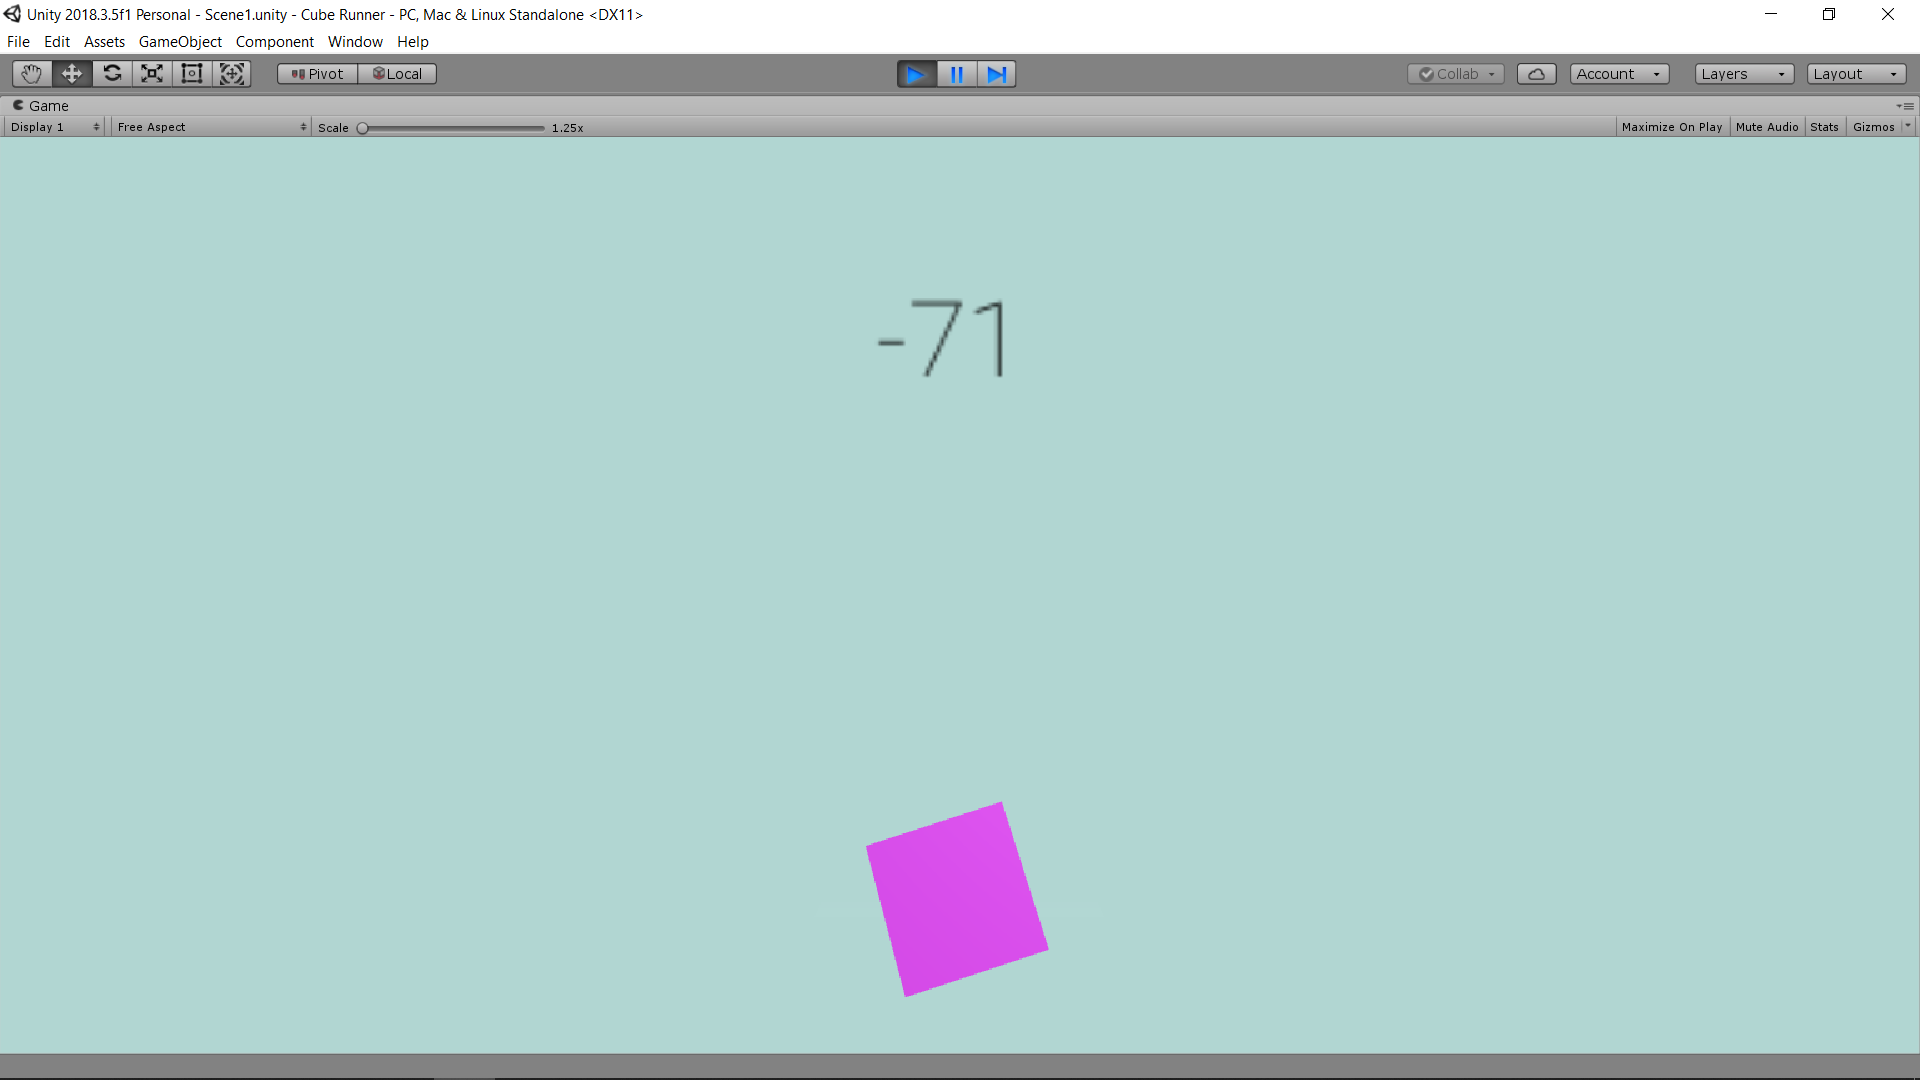 Unity 2018.3.5f1 Personal - Scene1.unity - Cube Runner - PC, Mac & Linux Standalone <DX11>
File Edit Assets GameObject Component Window Help
Pivot Local Collab Account Layers Layout
Game
Display 1 Free Aspect Scale 1.25x Maximize On Play Mute Audio Stats Gizmos
-71